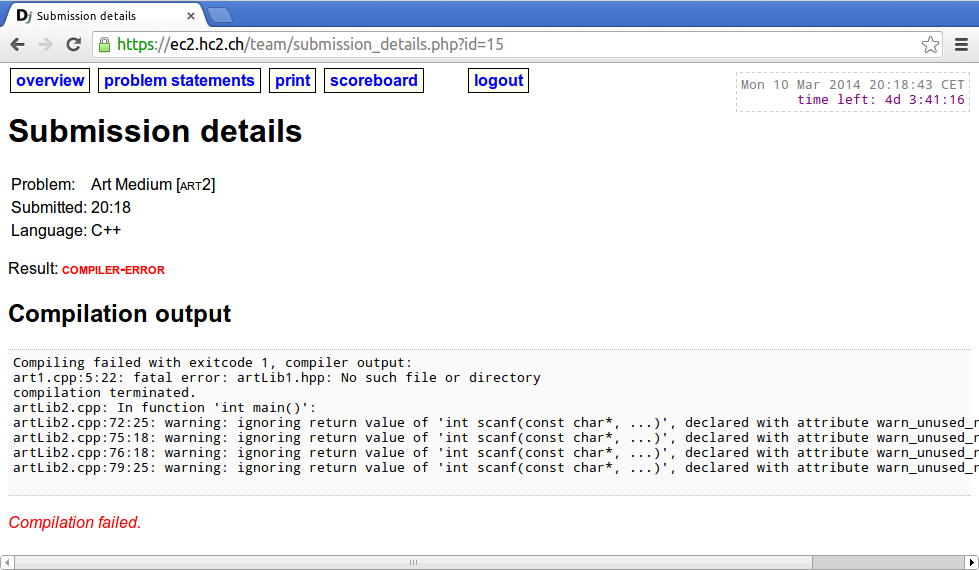 Dj Submission details
https://ec2.hc2.ch/team/submission_details.php?id=15
overview problem statements print scoreboard logout
Mon 10 Mar 2014 20:18:43 CET
time left: 4d 3:41:16
Submission details
Problem: Art Medium [ART2]
Submitted: 20:18
Language: C++
Result: COMPILER-ERROR
Compilation output
Compiling failed with exitcode 1, compiler output:
art1.cpp:5:22: fatal error: artLib1.hpp: No such file or directory
compilation terminated.
artLib2.cpp: In function 'int main()':
artLib2.cpp:72:25: warning: ignoring return value of 'int scanf(const char*, ...)', declared with attribute warn_unused_r
artLib2.cpp:75:18: warning: ignoring return value of 'int scanf(const char*, ...)', declared with attribute warn_unused_r
artLib2.cpp:76:18: warning: ignoring return value of 'int scanf(const char*, ...)', declared with attribute warn_unused_r
artLib2.cpp:79:25: warning: ignoring return value of 'int scanf(const char*, ...)', declared with attribute warn_unused_r
Compilation failed.